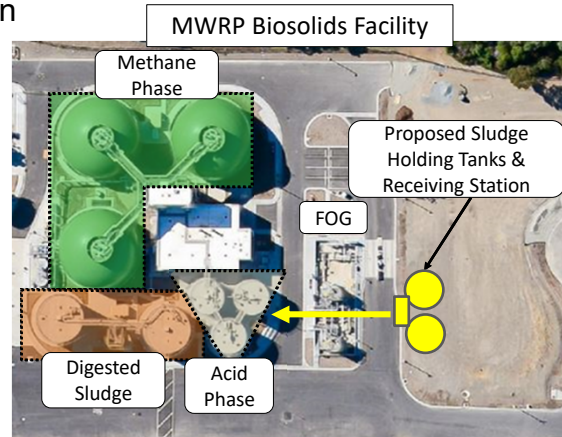 n
MWRP Biosolids Facility
Methane
Phase
Proposed Sludge
Holding Tanks &
Receiving Station
FOG
Digested
Sludge
Acid
Phase